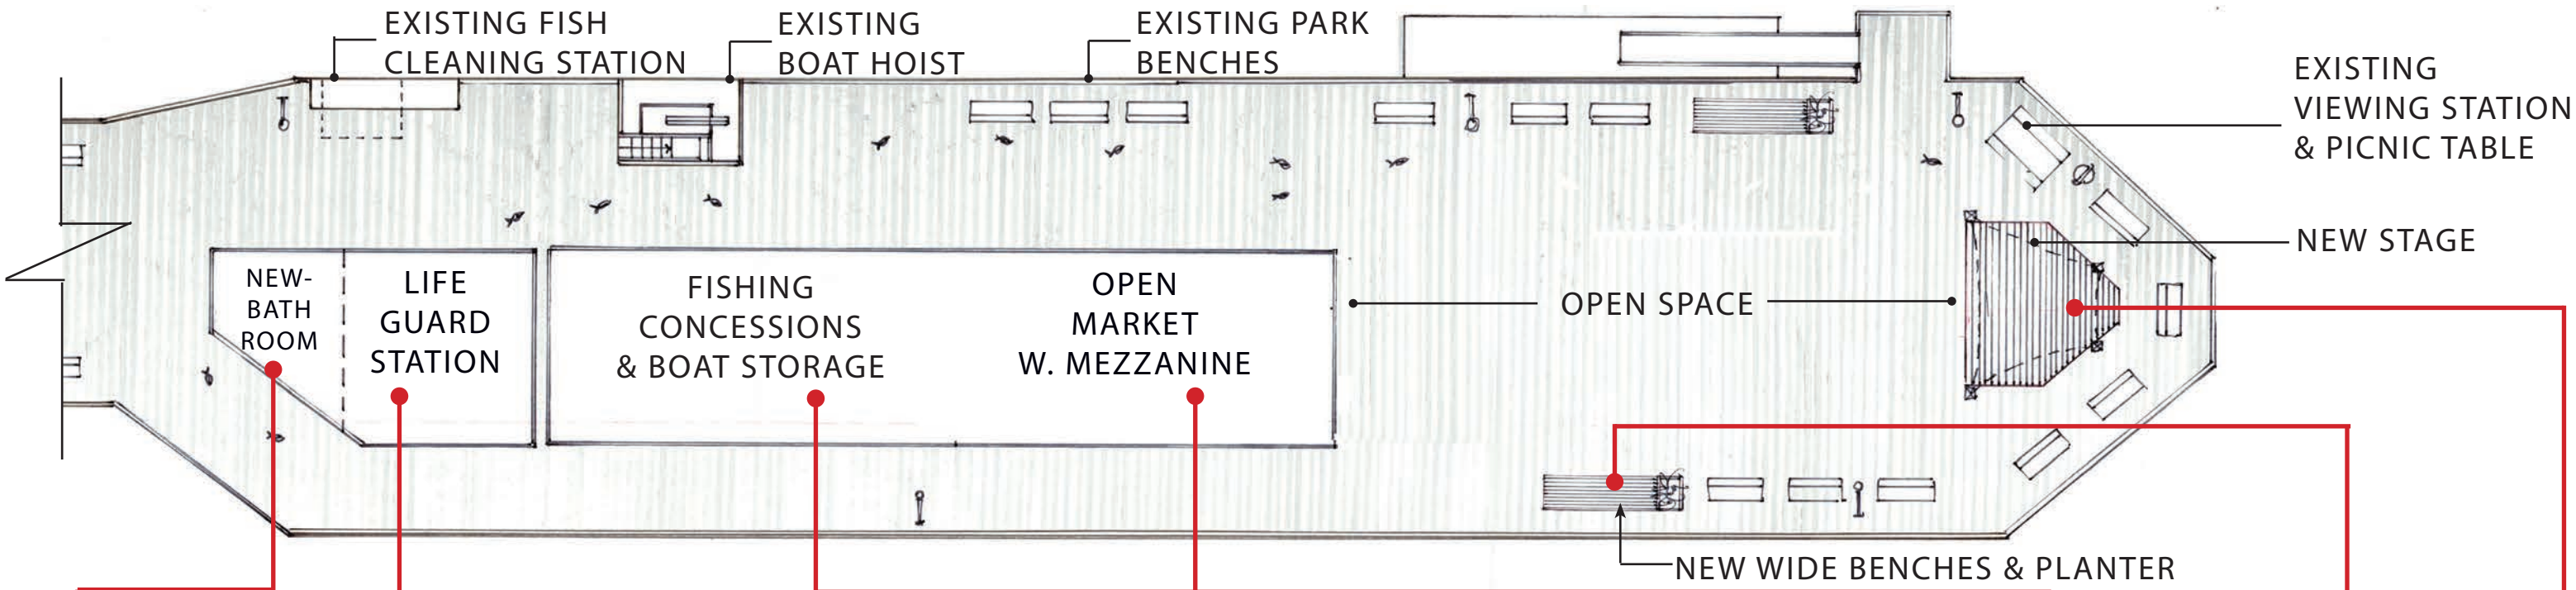 EXISTING FISH
CLEANING STATION
EXISTING
BOAT HOIST
EXISTING PARK
BENCHES
EXISTING
VIEWING STATION
& PICNIC TABLE
NEW STAGE
NEW-
BATH
ROOM
LIFE
GUARD
STATION
FISHING
CONCESSIONS
& BOAT STORAGE
OPEN
MARKET
W. MEZZANINE
OPEN SPACE
NEW WIDE BENCHES & PLANTER